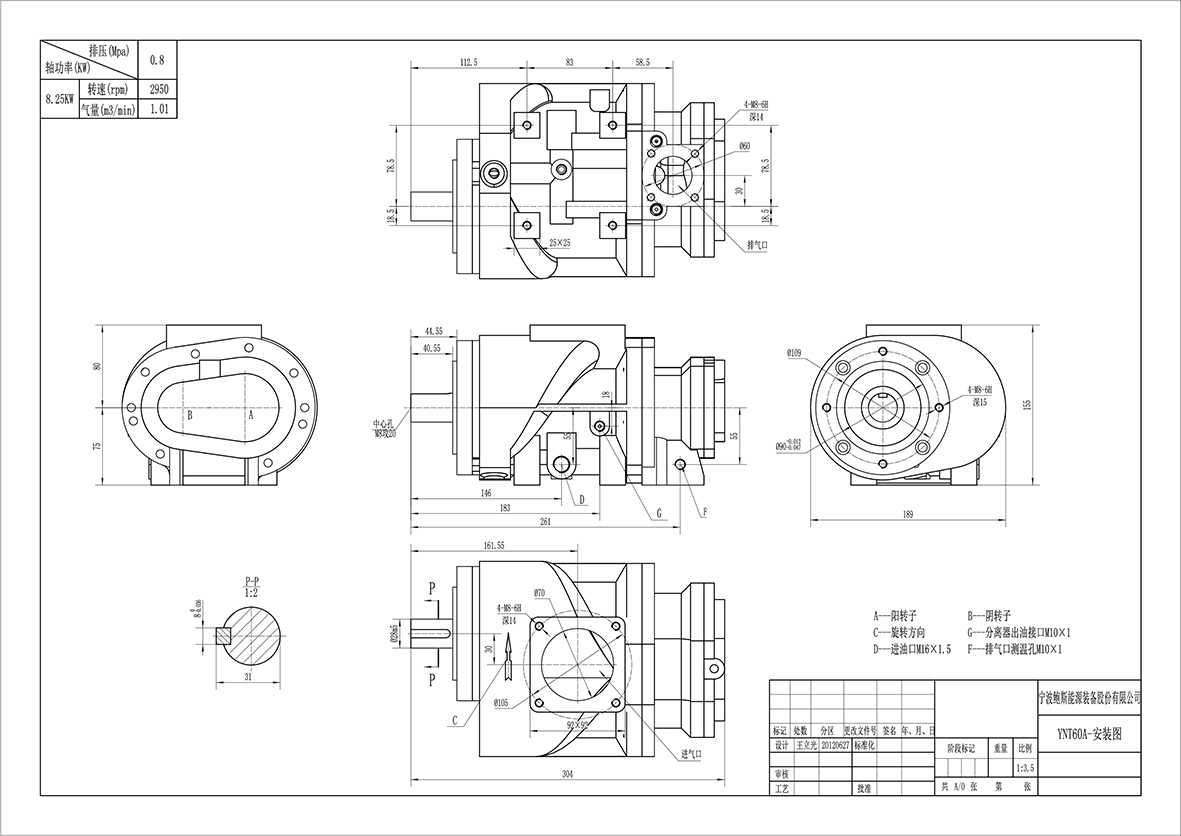 排压(Mpa)
轴功率(KW)
0.8
8.25KW
转速(rpm)
2950
气量(m3/min)
1.01
112.5
83
58.5
4-M8-6H
深14
Ø60
78.5
18.5
78.5
30
18.5
25×25
排气口
80
75
B
A
44.55
40.55
中心孔
M8攻20
18
55
55
146
183
261
D
G
F
Ø109
4-M8-6H
深15
Ø90-0.012
-0.047
155
189
P-P
1:2
8 0
-0.036
31
161.55
P
P
Ø28m5
4-M8-6H
深14
Ø70
30
Ø105
C
92×92
进气口
304
A---阳转子
B---阴转子
C---旋转方向
G---分离器出油接口M10×1
D---进油口M16×1.5
F---排气口测温孔M10×1
宁波鲍斯能源装备股份有限公司
YNT60A-安装图
标记
处数
分区
更改文件号
签名
年、月、日
设计
王立光
20120627
标准化
阶段标记
重量
比例
1:3.5
审核
工艺
批准
共 A/0 张
第 张